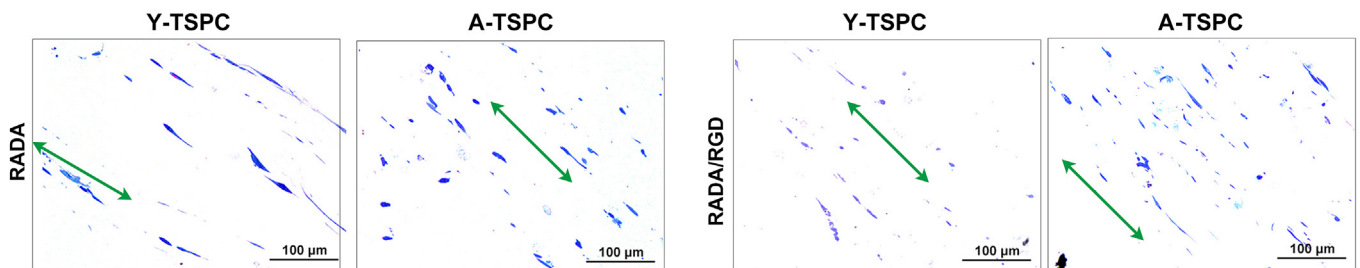 Y-TSPC
A-TSPC
Y-TSPC
A-TSPC
RADA
RADA/RGD
100 µm
100 µm
100 µm
100 µm